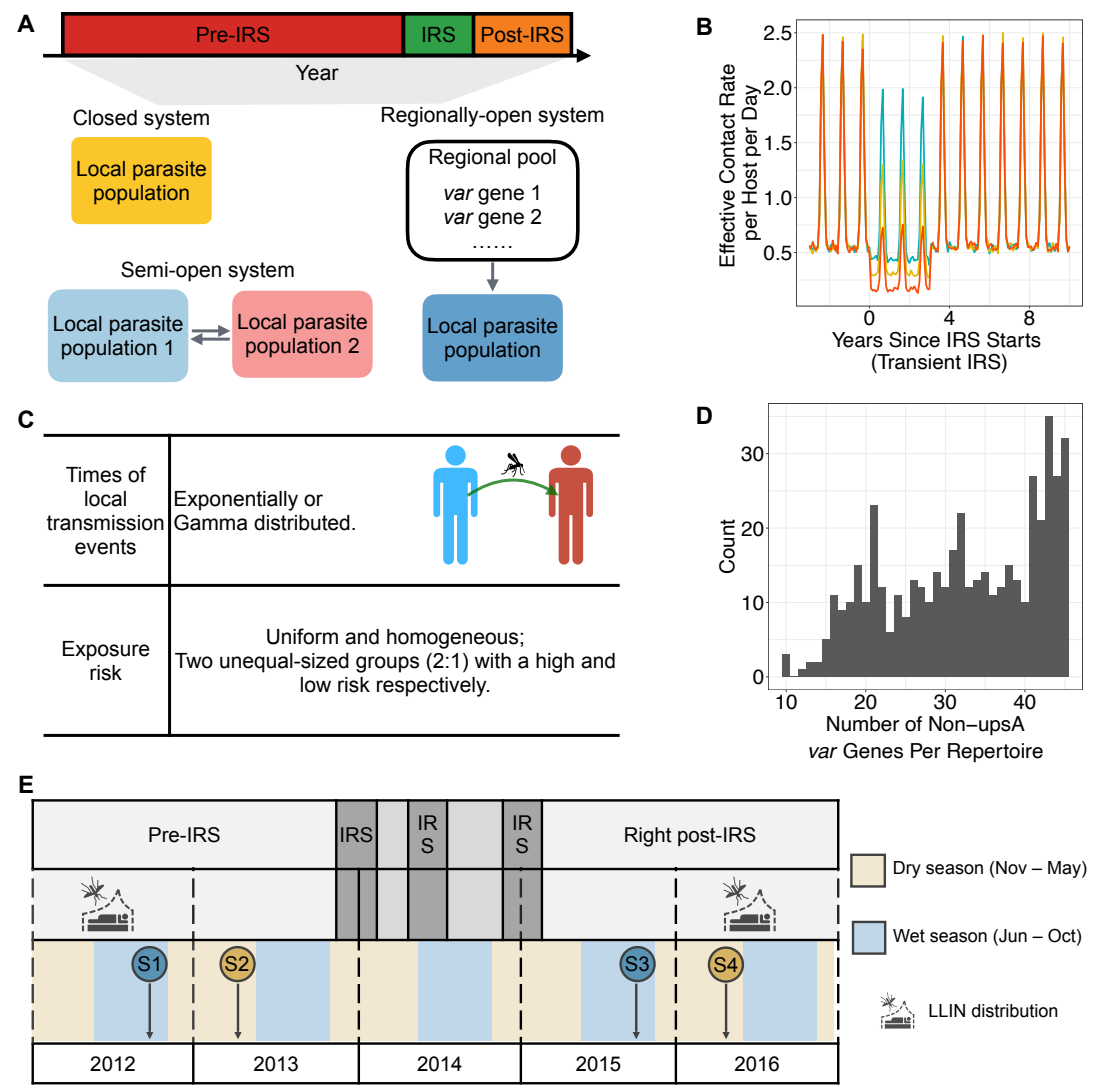 A
Pre-IRS
IRS
Post-IRS
Year
Closed system
Local parasite
population
Regionally-open system
Regional pool
var gene 1
var gene 2
......
Local parasite
population
Semi-open system
Local parasite
population 1
Local parasite
population 2
B
Effective Contact Rate
per Host per Day
2.5
2.0
1.5
1.0
0.5
0
4
8
Years Since IRS Starts
(Transient IRS)
C
Times of
local
transmission
events
Exponentially or
Gamma distributed.
Exposure
risk
Uniform and homogeneous;
Two unequal-sized groups (2:1) with a high and
low risk respectively.
D
Count
30
20
10
0
10
20
30
40
Number of Non−upsA
var Genes Per Repertoire
E
Pre-IRS
IRS
IR
S
IR
S
Right post-IRS
S1
S2
S3
S4
2012
2013
2014
2015
2016
Dry season (Nov – May)
Wet season (Jun – Oct)
LLIN distribution